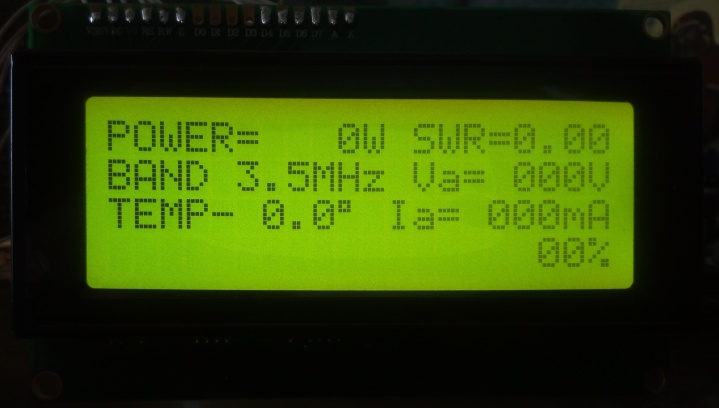 POWER=   0W SWR=0.00
BAND 3.5MHz Va= 000V
TEMP- 0.0" Ia= 000mA
00%